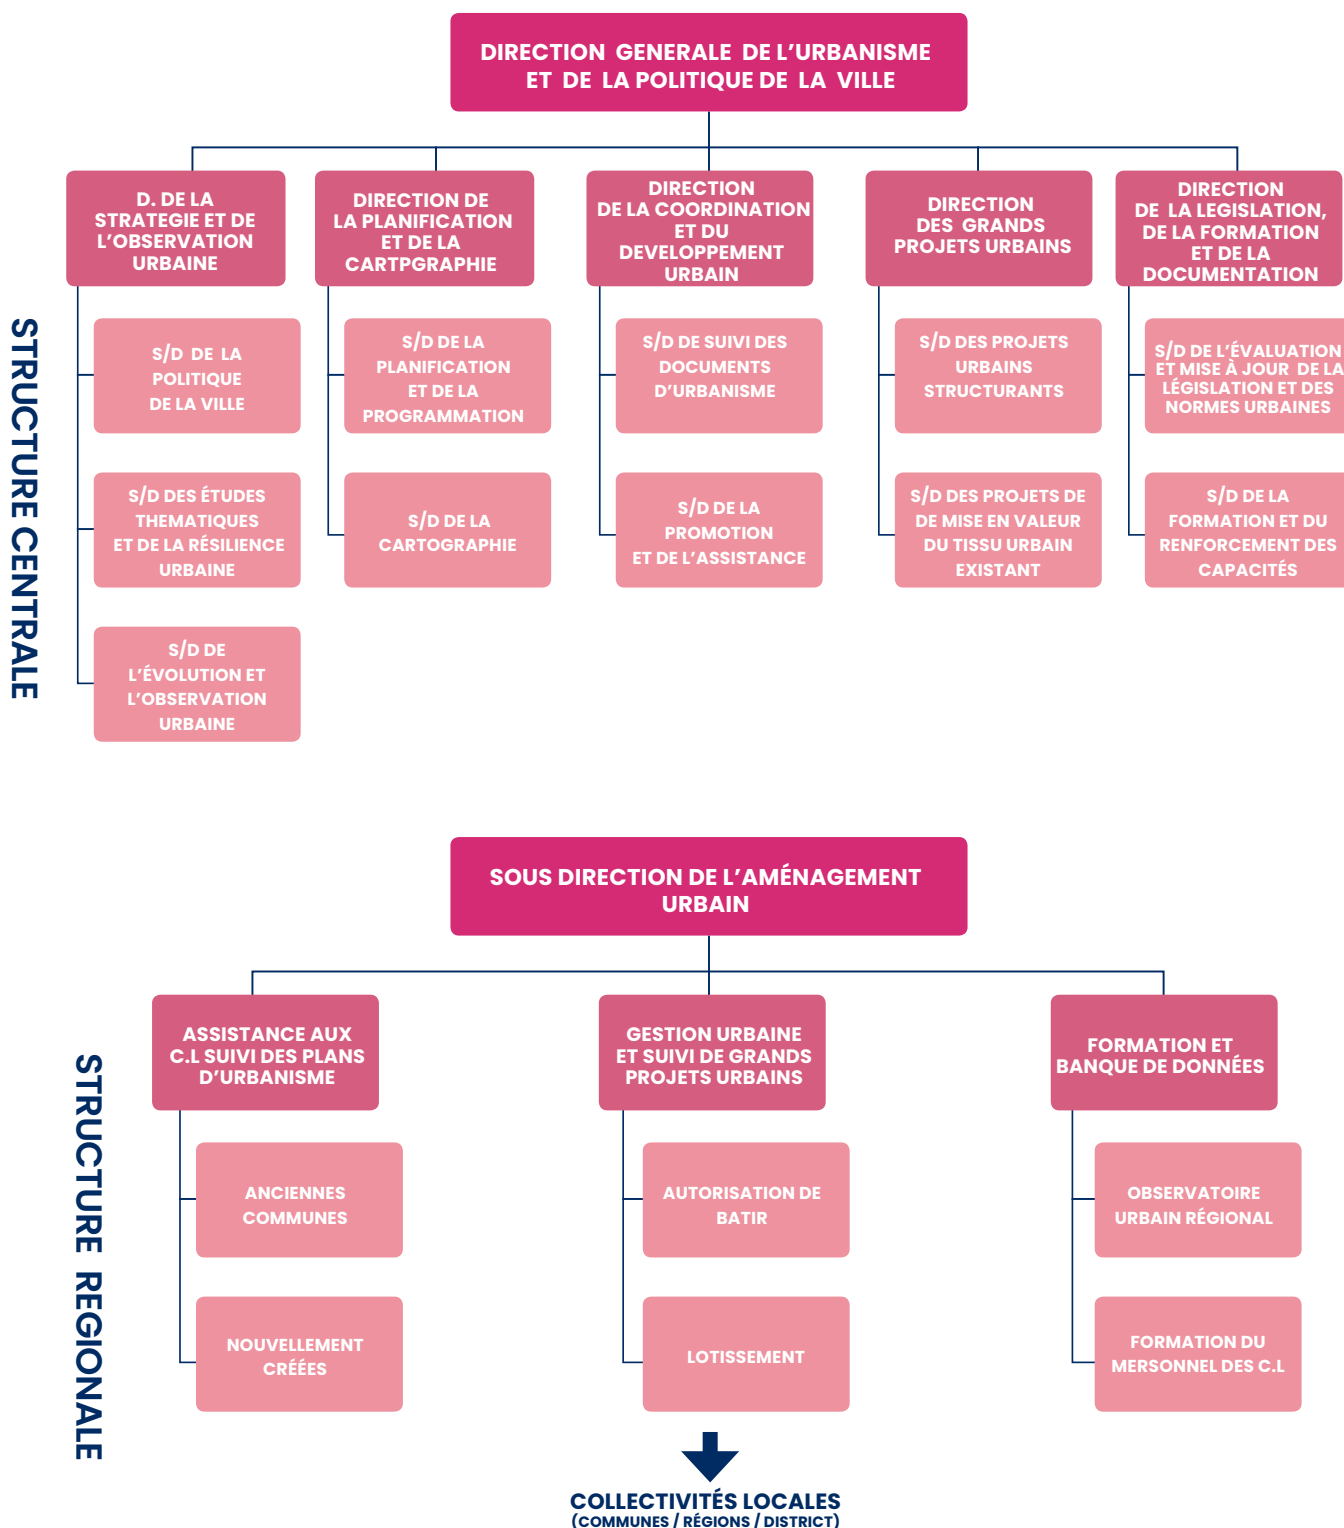 DIRECTION GENERALE DE L'URBANISME
ET DE LA POLITIQUE DE LA VILLE
STRUCTURE CENTRALE
D. DE LA
STRATEGIE ET DE
L'OBSERVATION
URBAINE
S/D DE LA
POLITIQUE
DE LA VILLE
S/D DES ÉTUDES
THEMATIQUES
ET DE LA RÉSILIENCE
URBAINE
S/D DE
L'ÉVOLUTION ET
L'OBSERVATION
URBAINE
DIRECTION DE
LA PLANIFICATION
ET DE LA
CARTPGRAPHIE
S/D DE LA
PLANIFICATION
ET DE LA
PROGRAMMATION
S/D DE LA
CARTOGRAPHIE
DIRECTION
DE LA COORDINATION
ET DU
DEVELOPPEMENT
URBAIN
S/D DE SUIVI DES
DOCUMENTS
D'URBANISME
S/D DE LA
PROMOTION
ET DE L'ASSISTANCE
DIRECTION
DES GRANDS
PROJETS URBAINS
S/D DES PROJETS
URBAINS
STRUCTURANTS
S/D DES PROJETS DE
DE MISE EN VALEUR
DU TISSU URBAIN
EXISTANT
DIRECTION
DE LA LEGISLATION,
DE LA FORMATION
ET DE LA
DOCUMENTATION
S/D DE L'ÉVALUATION
ET MISE À JOUR DE LA
LÉGISLATION ET DES
NORMES URBAINES
S/D DE LA
FORMATION ET DU
RENFORCEMENT DES
CAPACITÉS
SOUS DIRECTION DE L'AMÉNAGEMENT
URBAIN
STRUCTURE REGIONALE
ASSISTANCE AUX
C.L SUIVI DES PLANS
D'URBANISME
ANCIENNES
COMMUNES
NOUVELLEMENT
CRÉÉES
GESTION URBAINE
ET SUIVI DE GRANDS
PROJETS URBAINS
AUTORISATION DE
BATIR
LOTISSEMENT
FORMATION ET
BANQUE DE DONNÉES
OBSERVATOIRE
URBAIN RÉGIONAL
FORMATION DU
MERSONNEL DES C.L
COLLECTIVITÉS LOCALES
(COMMUNES / RÉGIONS / DISTRICT)